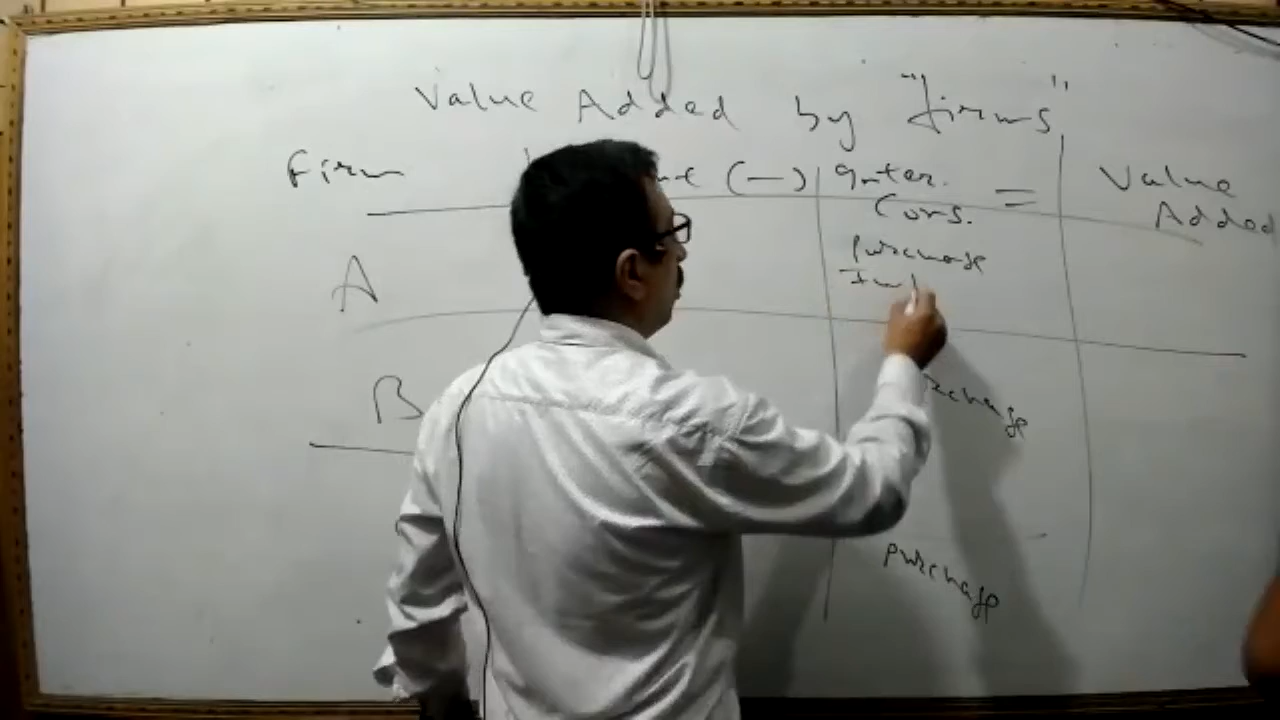 Value Added by "firms"
Firm (—) Inter. = Value
Cons. Added
A purchase
B
purchase